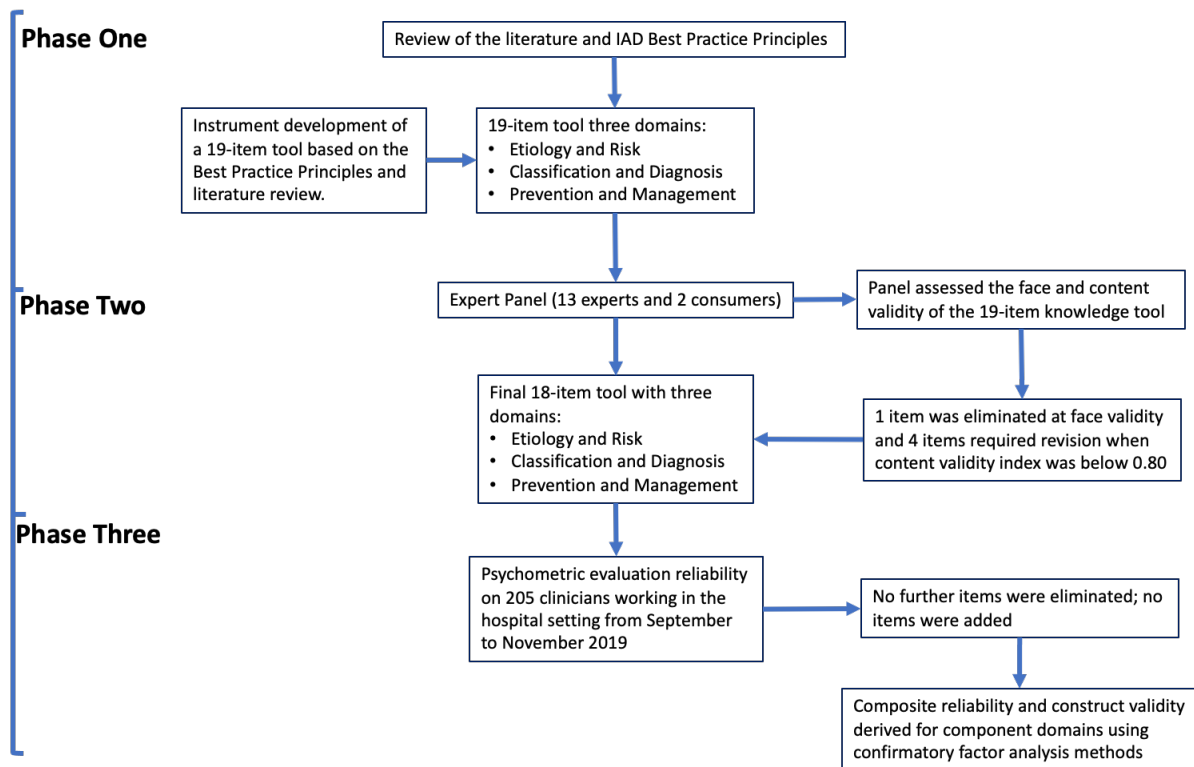 Phase One
Review of the literature and IAD Best Practice Principles
Instrument development of
a 19-item tool based on the
Best Practice Principles and
literature review.
19-item tool three domains:
• Etiology and Risk
• Classification and Diagnosis
• Prevention and Management
Phase Two
Expert Panel (13 experts and 2 consumers)
Panel assessed the face and content
validity of the 19-item knowledge tool
Final 18-item tool with three
domains:
• Etiology and Risk
• Classification and Diagnosis
• Prevention and Management
1 item was eliminated at face validity
and 4 items required revision when
content validity index was below 0.80
Phase Three
Psychometric evaluation reliability
on 205 clinicians working in the
hospital setting from September
to November 2019
No further items were eliminated; no
items were added
Composite reliability and construct validity
derived for component domains using
confirmatory factor analysis methods